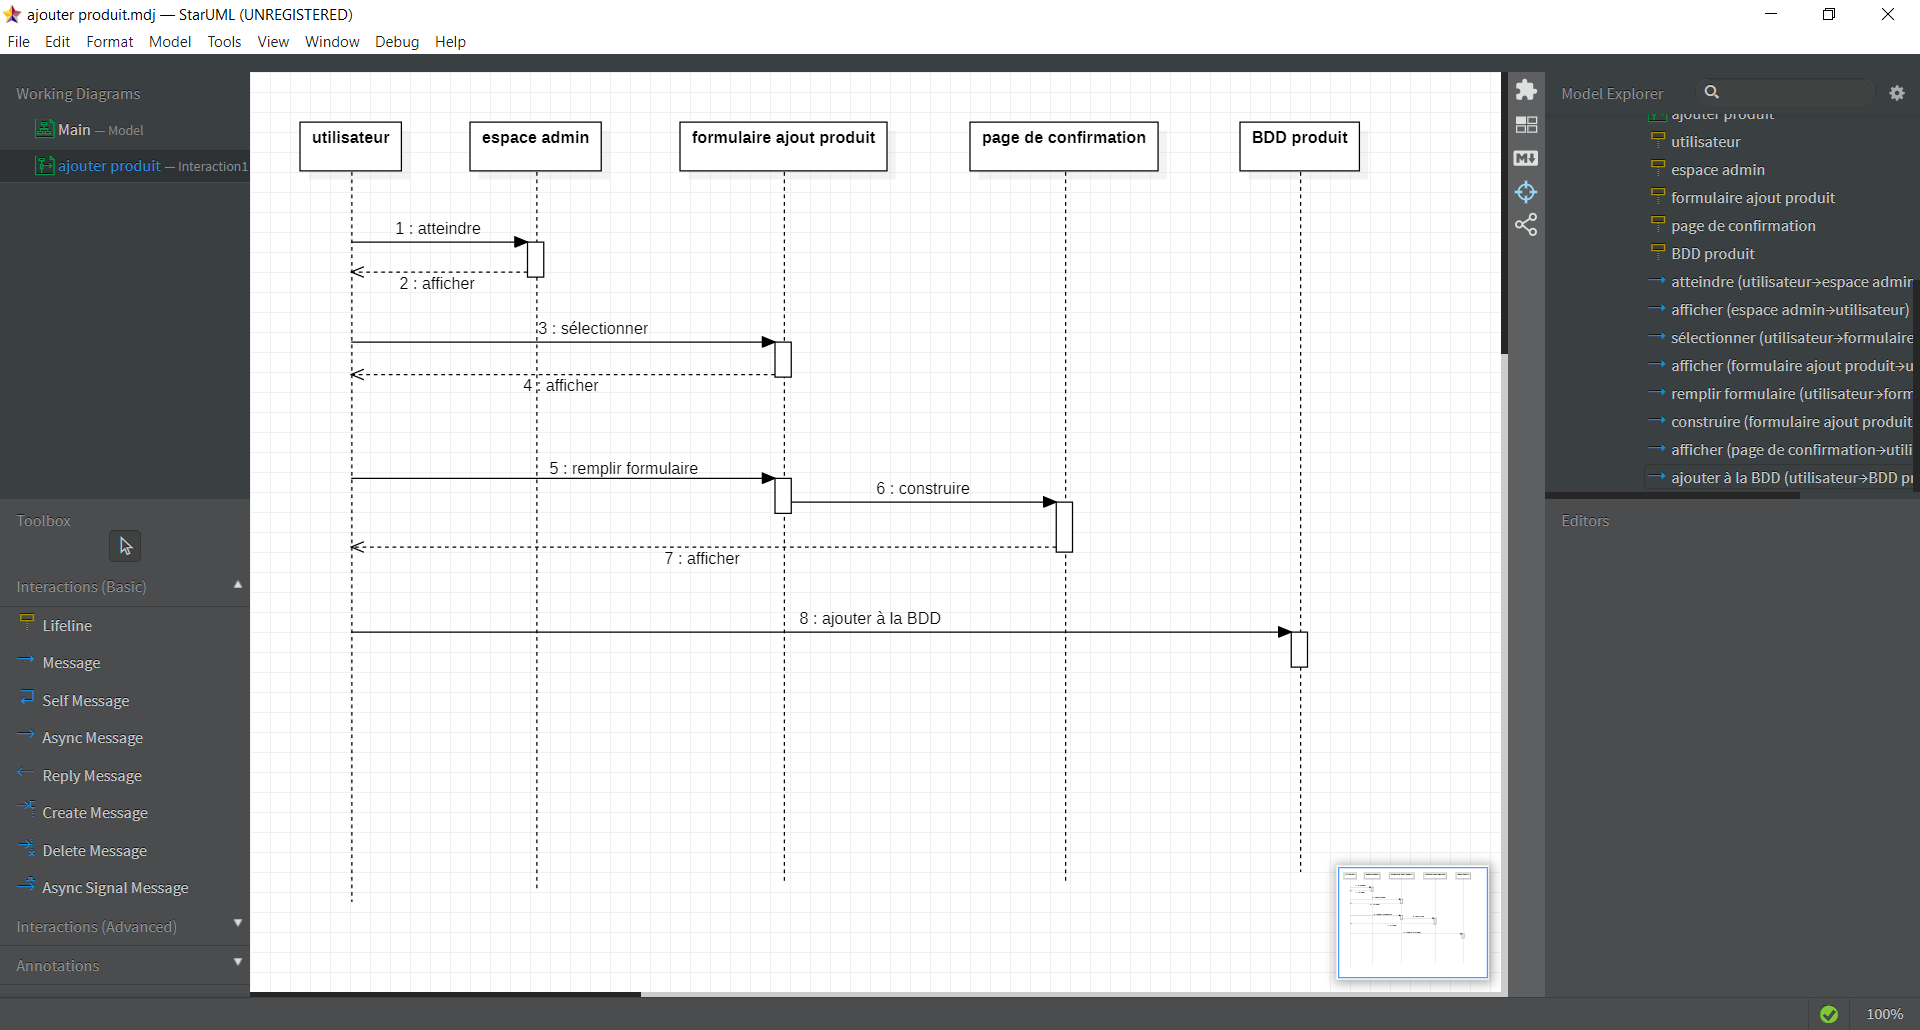 ajouter produit.mdj — StarUML (UNREGISTERED)
File Edit Format Model Tools View Window Debug Help
Working Diagrams
Main — Model
ajouter produit — Interaction1
Toolbox
Interactions (Basic)
Lifeline
Message
Self Message
Async Message
Reply Message
Create Message
Delete Message
Async Signal Message
Interactions (Advanced)
Annotations
utilisateur
espace admin
formulaire ajout produit
page de confirmation
BDD produit
1 : atteindre
2 : afficher
3 : sélectionner
4 : afficher
5 : remplir formulaire
6 : construire
7 : afficher
8 : ajouter à la BDD
Model Explorer
ajouter produit
utilisateur
espace admin
formulaire ajout produit
page de confirmation
BDD produit
atteindre (utilisateur→espace admin
afficher (espace admin→utilisateur)
sélectionner (utilisateur→formulaire
afficher (formulaire ajout produit→u
remplir formulaire (utilisateur→form
construire (formulaire ajout produit
afficher (page de confirmation→utili
ajouter à la BDD (utilisateur→BDD pr
Editors
100%